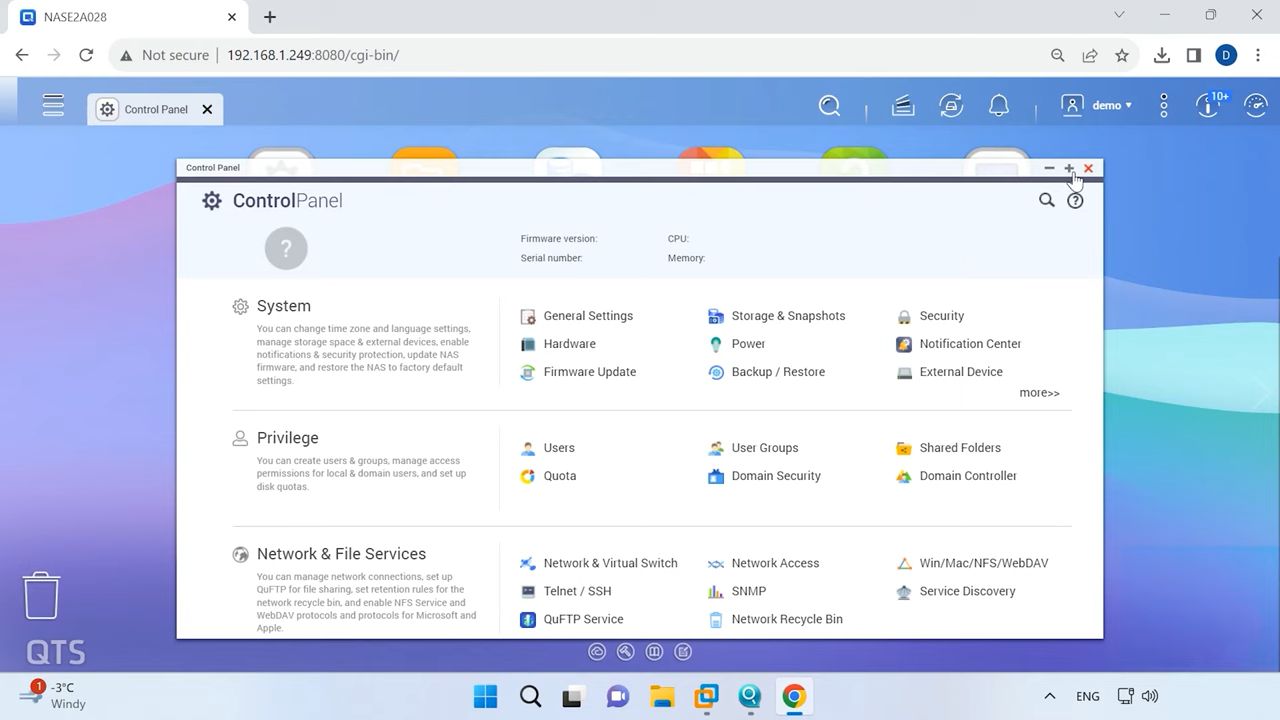 NASE2A028
Not secure 192.168.1.249:8080/cgi-bin/
D
Control Panel
demo
10+
Control Panel
ControlPanel
?
?
Firmware version:
CPU:
Serial number:
Memory:
System
You can change time zone and language settings,
manage storage space & external devices, enable
notifications & security protection, update NAS
firmware, and restore the NAS to factory default
settings.
General Settings
Storage & Snapshots
Security
Hardware
Power
Notification Center
Firmware Update
Backup / Restore
External Device
more>>
Privilege
You can create users & groups, manage access
permissions for local & domain users, and set up
disk quotas.
Users
User Groups
Shared Folders
Quota
Domain Security
Domain Controller
Network & File Services
You can manage network connections, set up
QuFTP for file sharing, set retention rules for the
network recycle bin, and enable NFS Service and
WebDAV protocols and protocols for Microsoft and
Apple.
Network & Virtual Switch
Network Access
Win/Mac/NFS/WebDAV
Telnet / SSH
SNMP
Service Discovery
QuFTP Service
Network Recycle Bin
QTS
1
-3°C
Windy
ENG